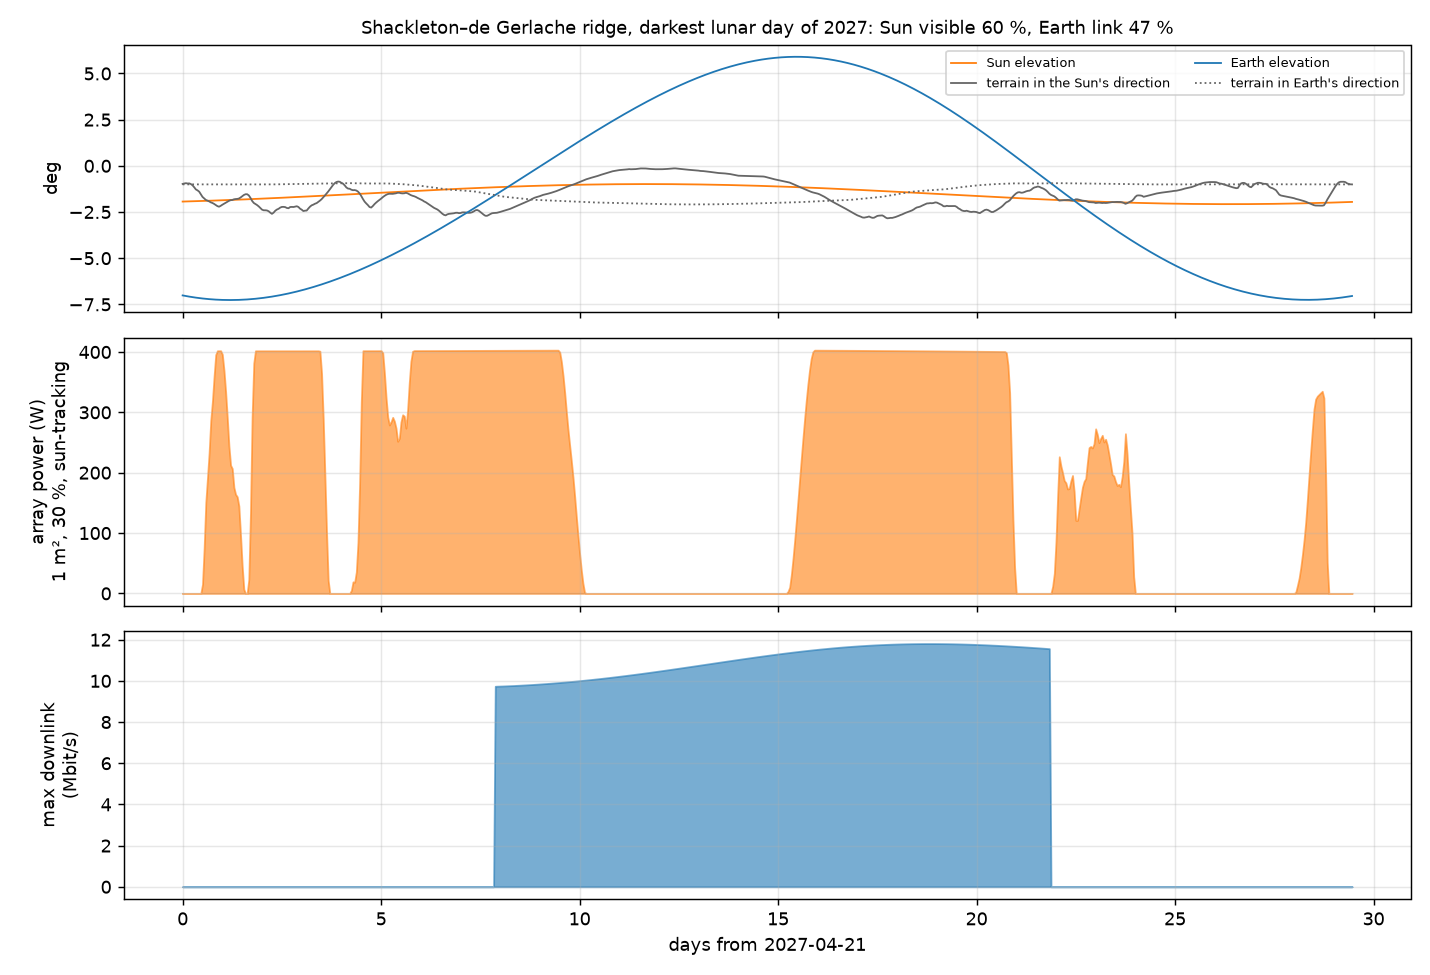 Shackleton–de Gerlache ridge, darkest lunar day of 2027: Sun visible 60 %, Earth link 47 %
Sun elevation
terrain in the Sun's direction
Earth elevation
terrain in Earth's direction
deg
5.0
2.5
0.0
−2.5
−5.0
−7.5
array power (W)
1 m², 30 %, sun-tracking
400
300
200
100
0
max downlink
(Mbit/s)
12
10
8
6
4
2
0
0 5 10 15 20 25 30
days from 2027-04-21